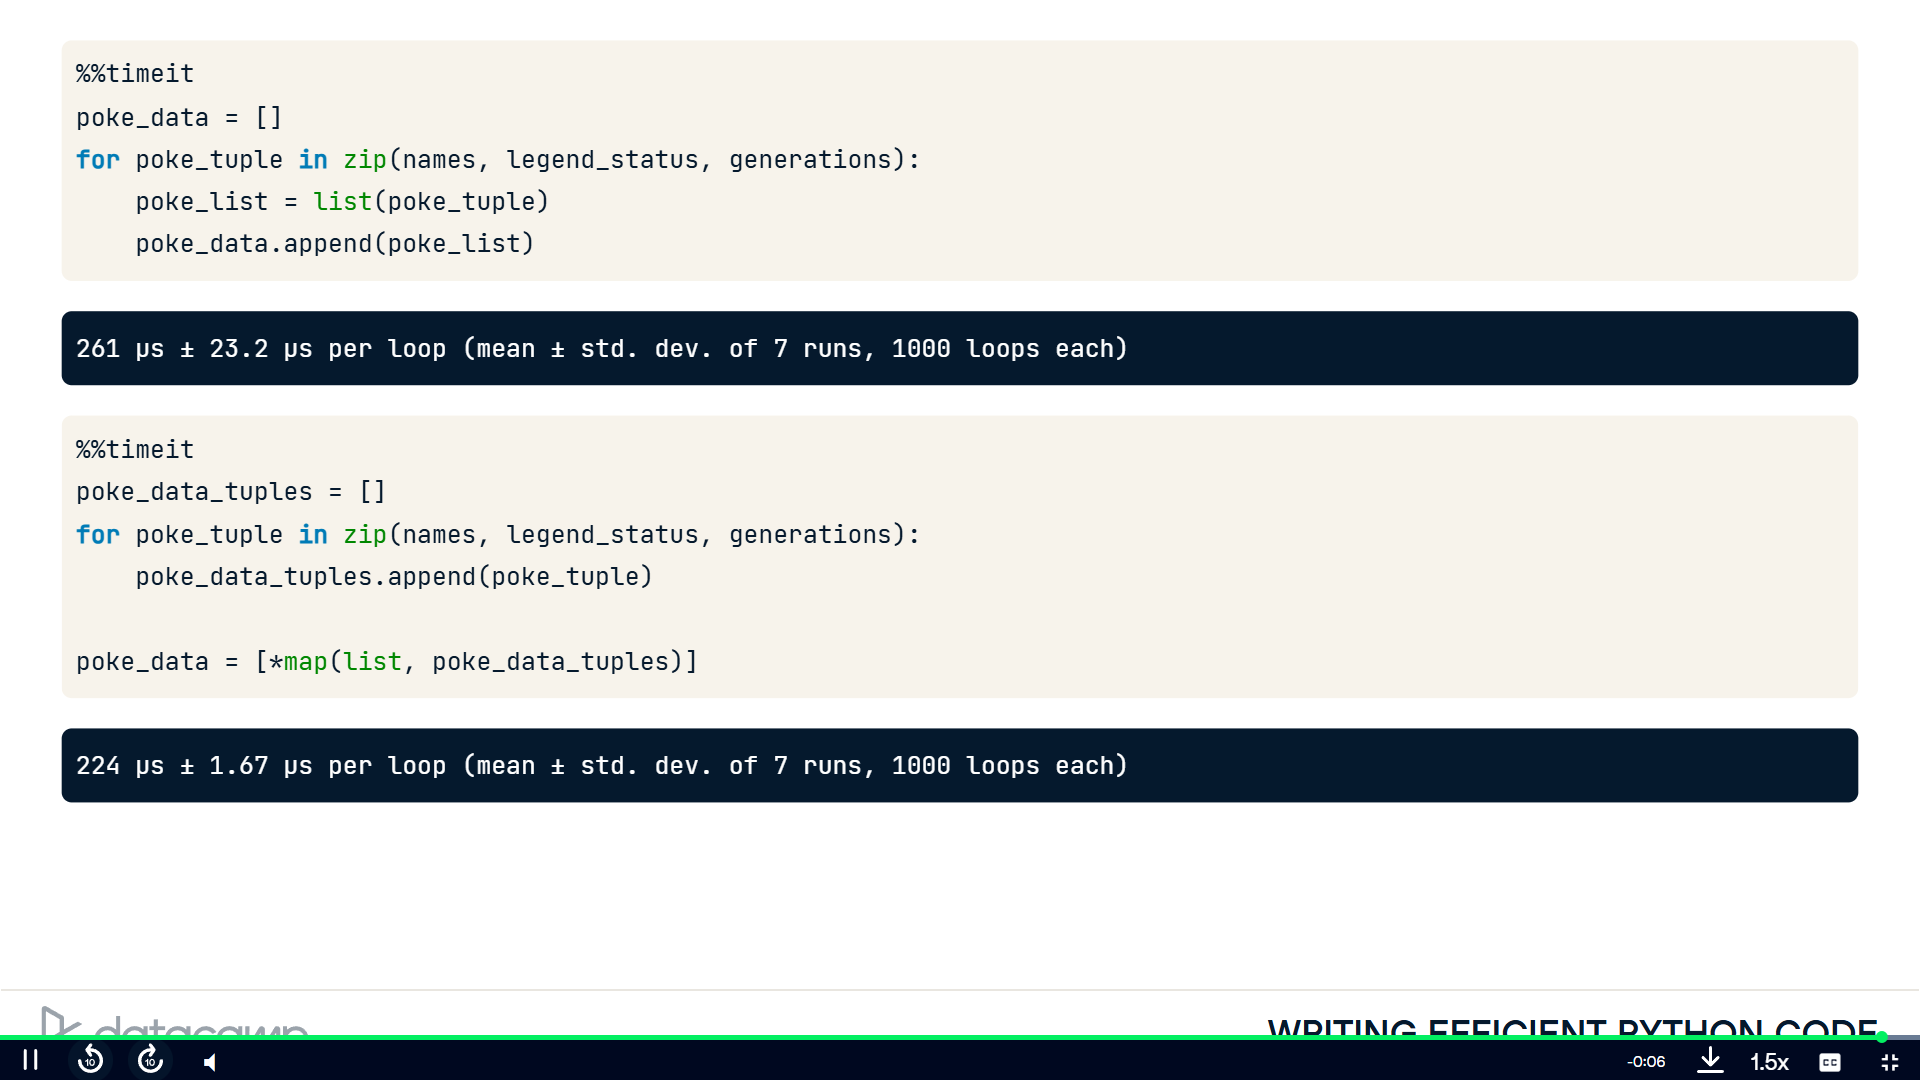 %%timeit
poke_data = []
for poke_tuple in zip(names, legend_status, generations):
    poke_list = list(poke_tuple)
    poke_data.append(poke_list)
261 µs ± 23.2 µs per loop (mean ± std. dev. of 7 runs, 1000 loops each)
%%timeit
poke_data_tuples = []
for poke_tuple in zip(names, legend_status, generations):
    poke_data_tuples.append(poke_tuple)
poke_data = [*map(list, poke_data_tuples)]
224 µs ± 1.67 µs per loop (mean ± std. dev. of 7 runs, 1000 loops each)
datacamp
WRITING EFFICIENT PYTHON CODE
10
10
-0:06
1.5x
CC